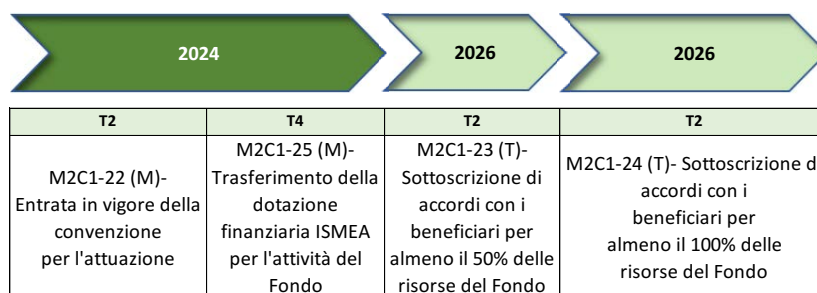 2024
2026
2026
T2
T4
T2
T2
M2C1-22 (M)-
Entrata in vigore della
convenzione
per l'attuazione
M2C1-25 (M)-
Trasferimento della
dotazione
finanziaria ISMEA
per l'attività del
Fondo
M2C1-23 (T)-
Sottoscrizione di
accordi con i
beneficiari per
almeno il 50% delle
risorse del Fondo
M2C1-24 (T)- Sottoscrizione d
accordi con i
beneficiari per
almeno il 100% delle
risorse del Fondo